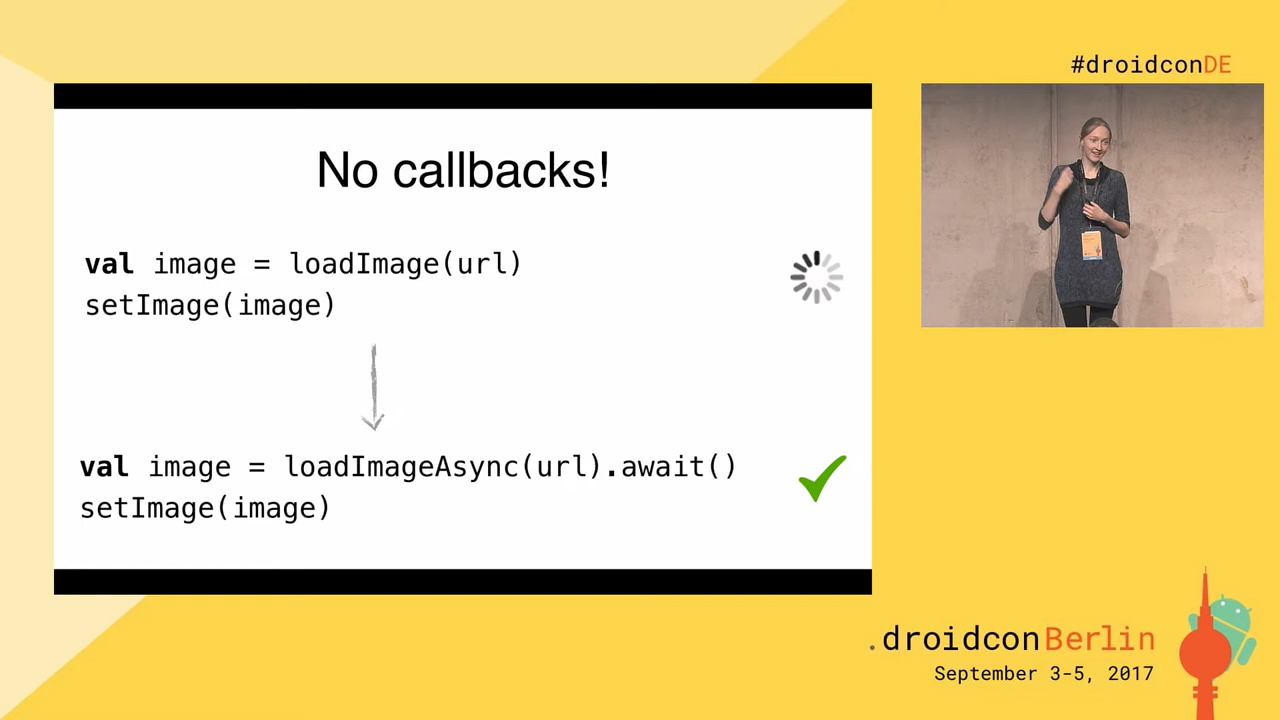 #droidconDE
No callbacks!
val image = loadImage(url)
setImage(image)
val image = loadImageAsync(url).await()
setImage(image)
.droidconBerlin
September 3-5, 2017